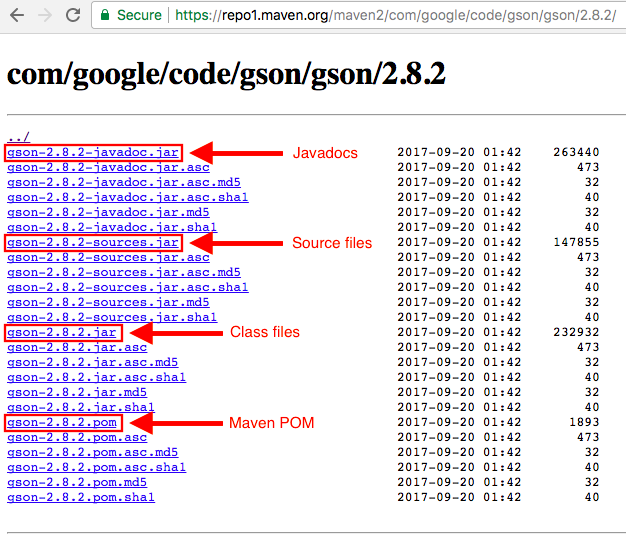 Secure https://repo1.maven.org/maven2/com/google/code/gson/gson/2.8.2/
com/google/code/gson/gson/2.8.2
../
gson-2.8.2-javadoc.jar Javadocs 2017-09-20 01:42 263440
gson-2.8.2-javadoc.jar.asc 2017-09-20 01:42 473
gson-2.8.2-javadoc.jar.asc.md5 2017-09-20 01:42 32
gson-2.8.2-javadoc.jar.asc.sha1 2017-09-20 01:42 40
gson-2.8.2-javadoc.jar.md5 2017-09-20 01:42 32
gson-2.8.2-javadoc.jar.sha1 2017-09-20 01:42 40
gson-2.8.2-sources.jar Source files 2017-09-20 01:42 147855
gson-2.8.2-sources.jar.asc 2017-09-20 01:42 473
gson-2.8.2-sources.jar.asc.md5 2017-09-20 01:42 32
gson-2.8.2-sources.jar.asc.sha1 2017-09-20 01:42 40
gson-2.8.2-sources.jar.md5 2017-09-20 01:42 32
gson-2.8.2-sources.jar.sha1 2017-09-20 01:42 40
gson-2.8.2.jar Class files 2017-09-20 01:42 232932
gson-2.8.2.jar.asc 2017-09-20 01:42 473
gson-2.8.2.jar.asc.md5 2017-09-20 01:42 32
gson-2.8.2.jar.asc.sha1 2017-09-20 01:42 40
gson-2.8.2.jar.md5 2017-09-20 01:42 32
gson-2.8.2.jar.sha1 2017-09-20 01:42 40
gson-2.8.2.pom Maven POM 2017-09-20 01:42 1893
gson-2.8.2.pom.asc 2017-09-20 01:42 473
gson-2.8.2.pom.asc.md5 2017-09-20 01:42 32
gson-2.8.2.pom.asc.sha1 2017-09-20 01:42 40
gson-2.8.2.pom.md5 2017-09-20 01:42 32
gson-2.8.2.pom.sha1 2017-09-20 01:42 40